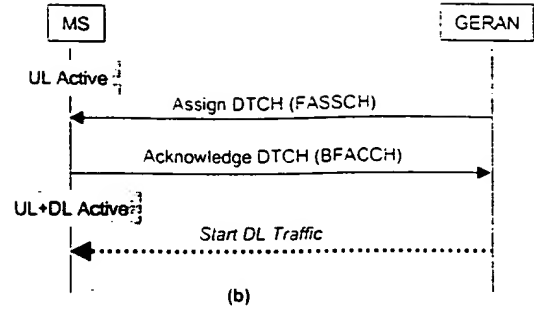 MS GERAN
UL Active
Assign DTCH (FASSCH)
Acknowledge DTCH (BFACCH)
UL+DL Active
Start DL Traffic
(b)